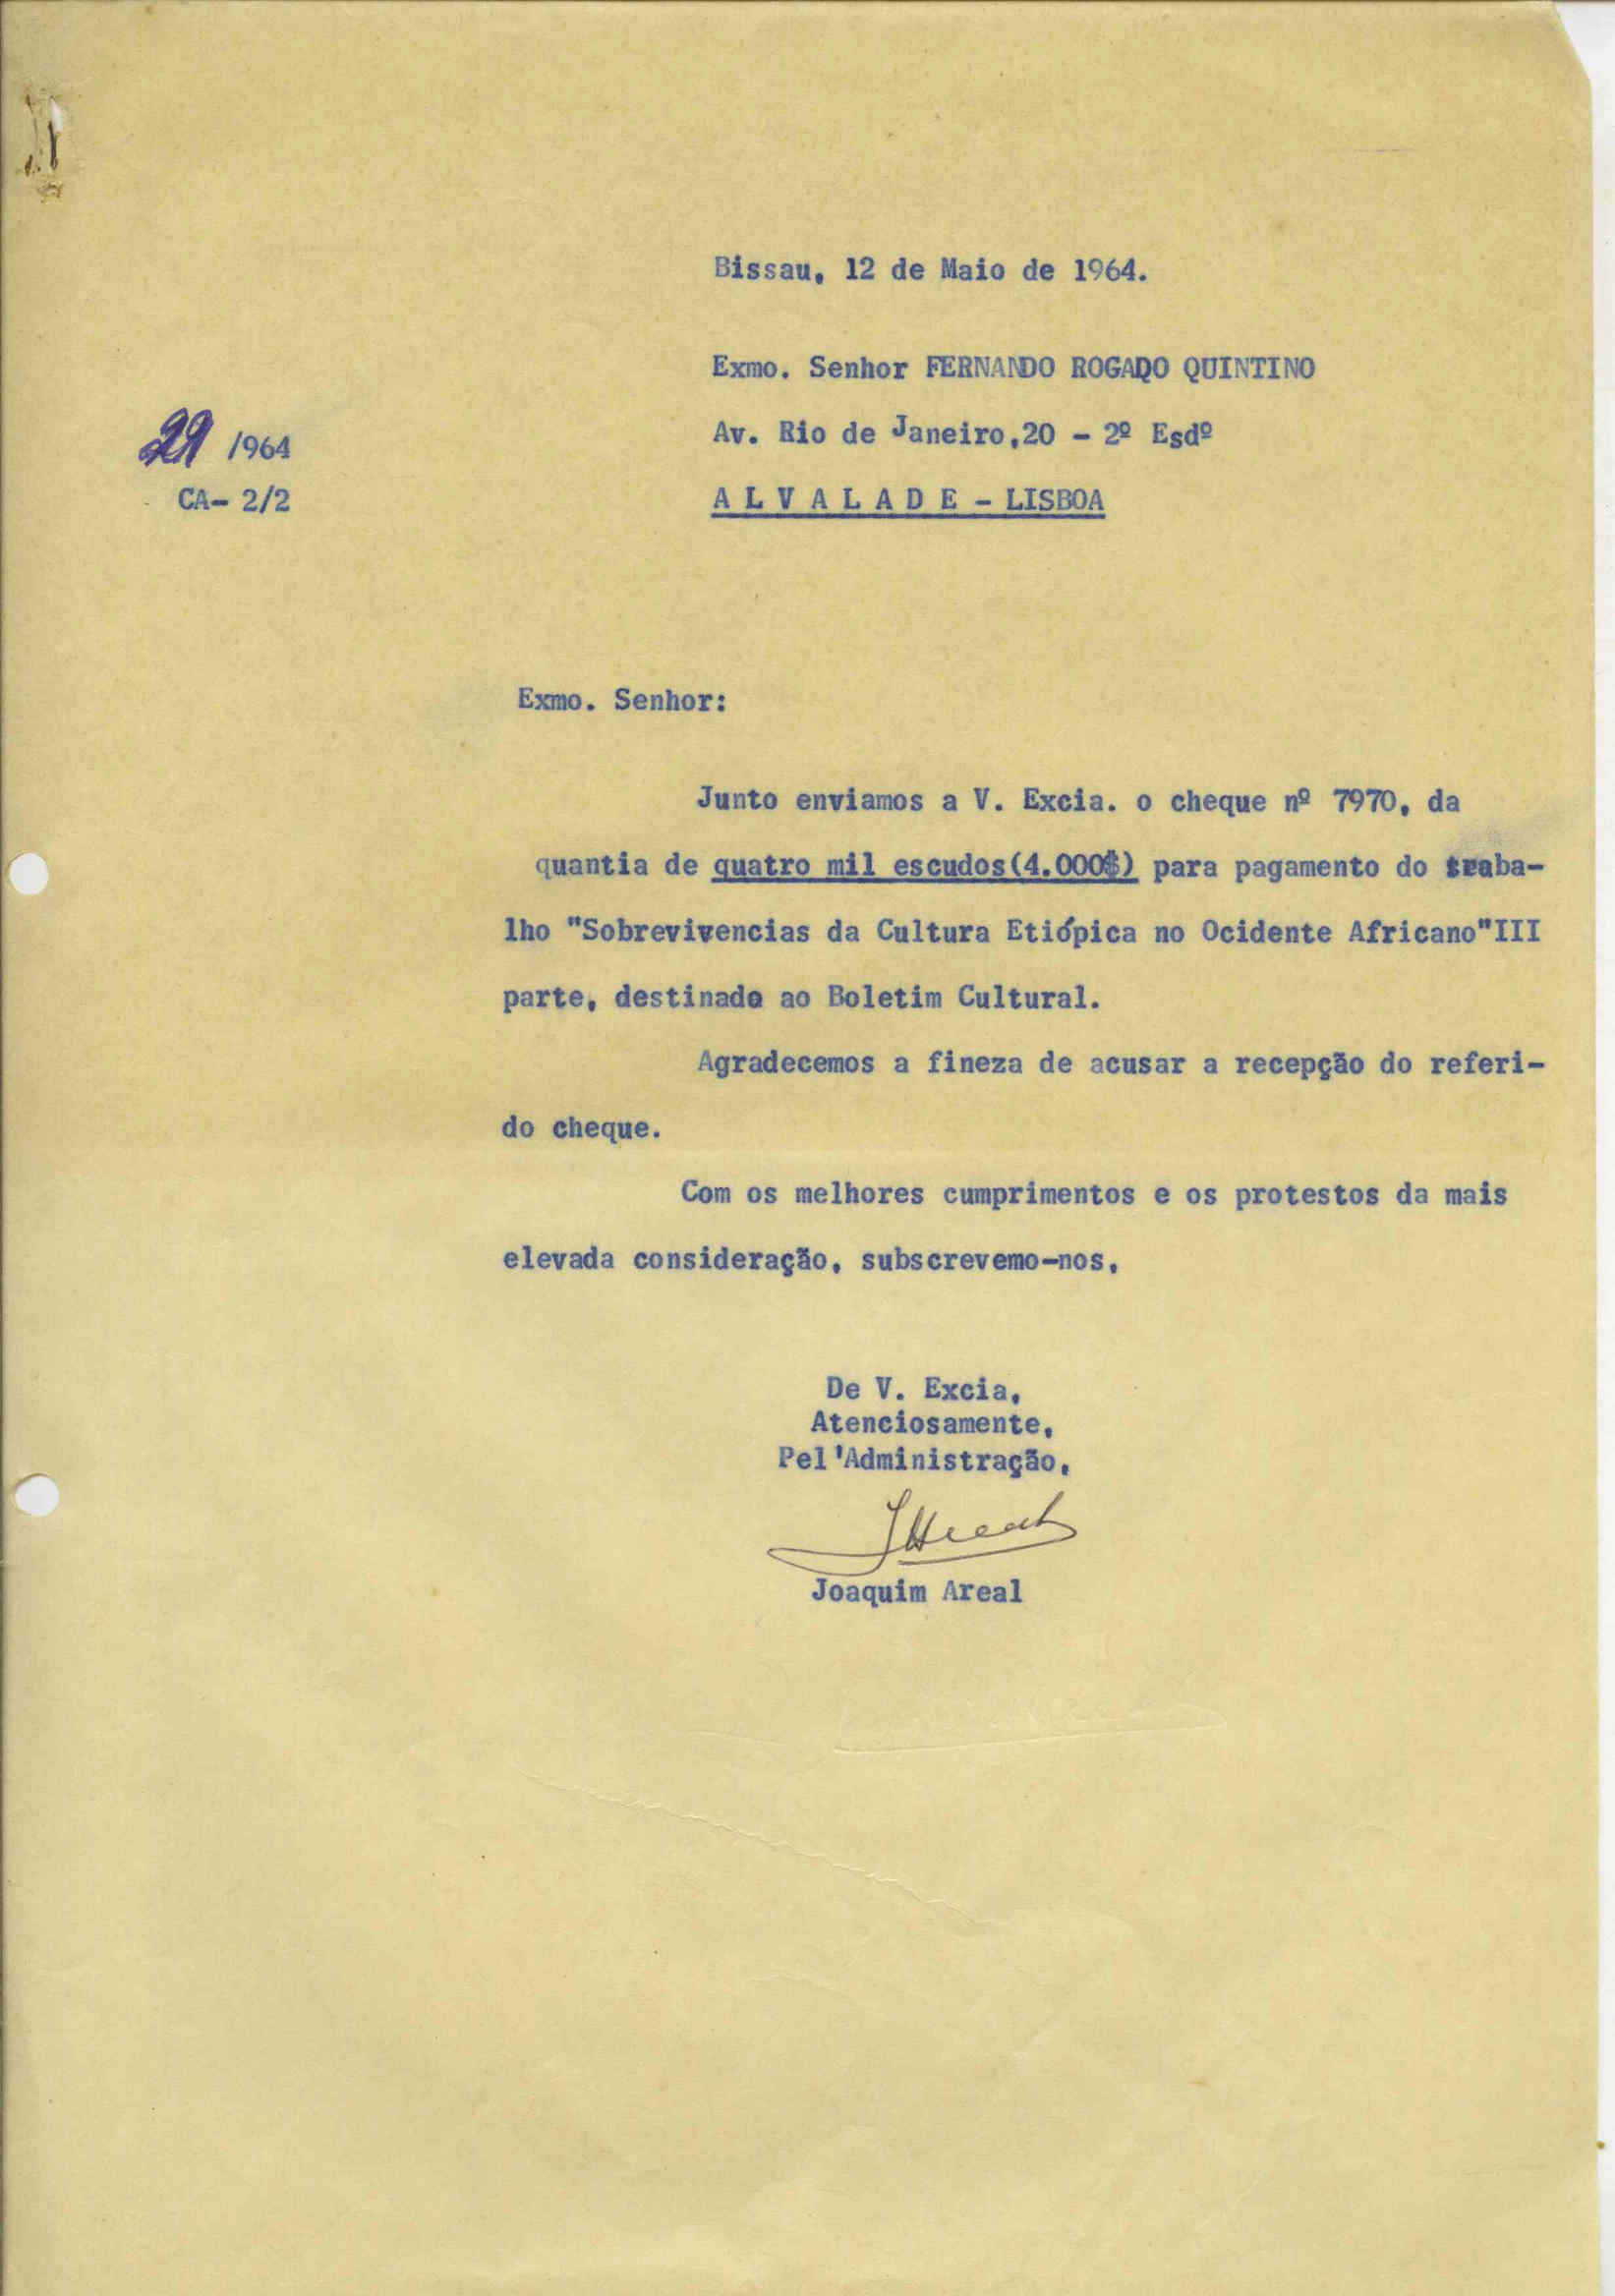 Bissau, 12 de Maio de 1964.
Exmo. Senhor FERNANDO ROGADO QUINTINO
Av. Rio de Janeiro,20 - 2º Esdº
/964
CA- 2/2
A L V A L A D E - LISBOA
Exmo. Senhor:
Junto enviamos a V. Excia. o cheque nº 7970, da
quantia de quatro mil escudos(4.000$) para pagamento do traba-
lho "Sobrevivencias da Cultura Etiópica no Ocidente Africano"III
parte, destinado ao Boletim Cultural.
Agradecemos a fineza de acusar a recepção do referi-
do cheque.
Com os melhores cumprimentos e os protestos da mais
elevada consideração, subscrevemo-nos,
De V. Excia,
Atenciosamente,
Pel'Administração,
JAreal
Joaquim Areal